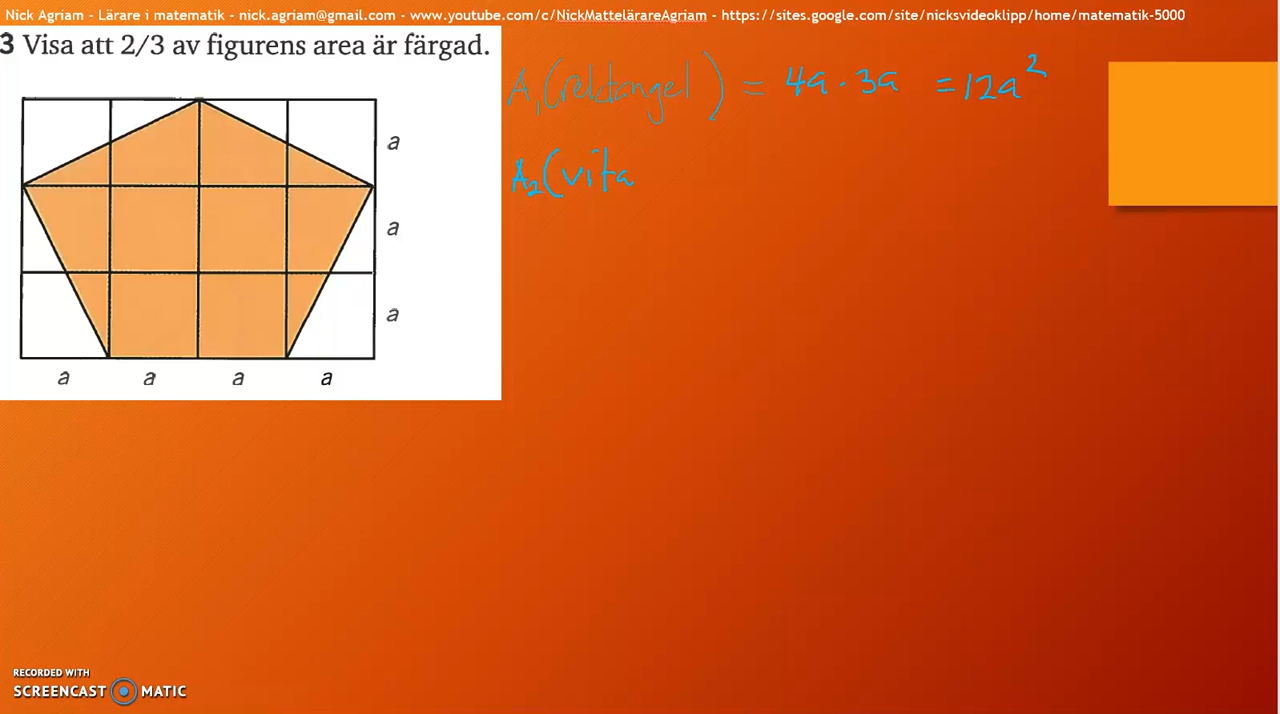 Nick Agriam - Lärare i matematik - nick.agriam@gmail.com - www.youtube.com/c/NickMattelärareAgriam - https://sites.google.com/site/nicksvideoklipp/home/matematik-5000
3 Visa att 2/3 av figurens area är färgad.
A₁(rektangel) = 4a · 3a = 12a²
A₂(vita
a
a
a
a a a a
RECORDED WITH
SCREENCAST MATIC